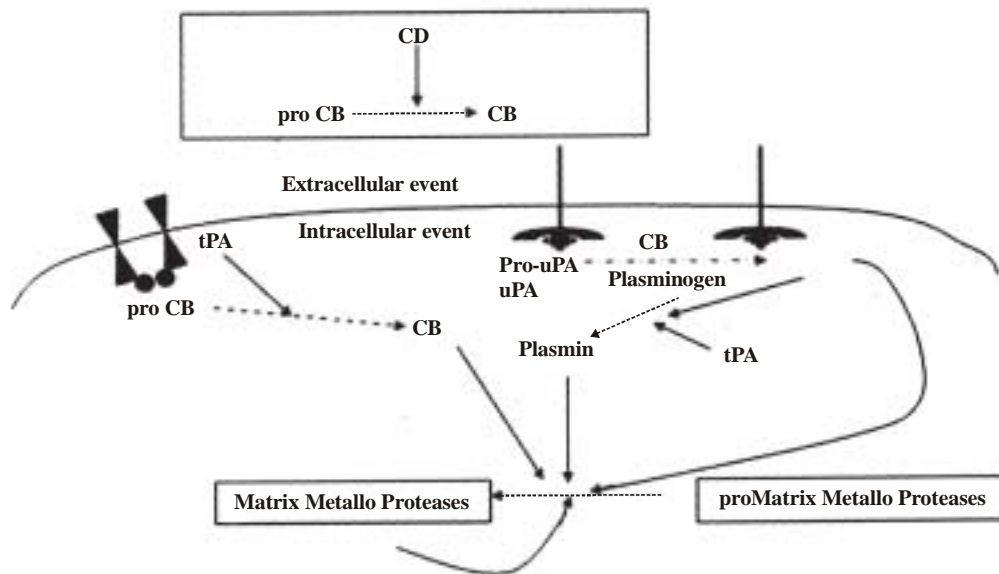 CD
pro CB CB
Extracellular event
Intracellular event
tPA
CB
Pro-uPA
uPA
Plasminogen
pro CB
CB
Plasmin
tPA
Matrix Metallo Proteases
proMatrix Metallo Proteases